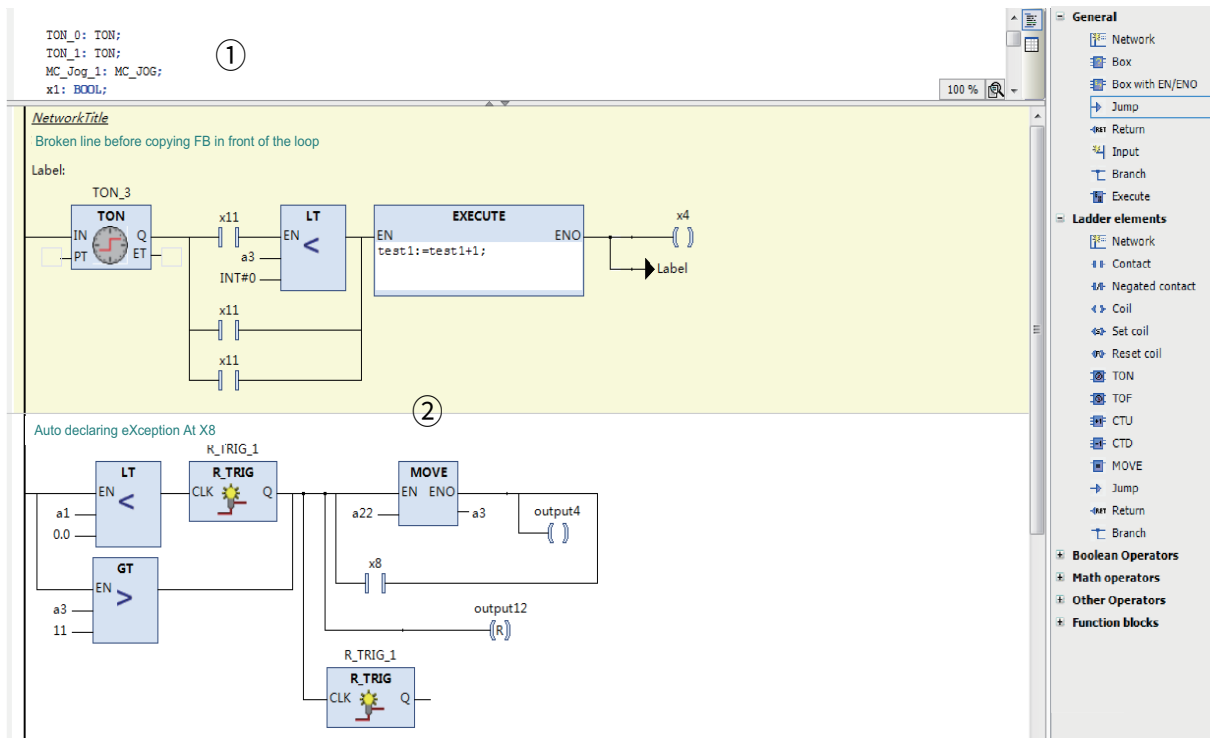 TON_0: TON;
TON_1: TON;
MC_Jog_1: MC_JOG;
x1: BOOL;
①
100 %
NetworkTitle
Broken line before copying FB in front of the loop
Label:
TON_3
TON
IN Q
PT ET
x11
LT
EN
<
a3
INT#0
EXECUTE
EN ENO
test1:=test1+1;
x4
Label
x11
x11
②
Auto declaring eXception At X8
LT
EN
<
a1
0.0
R_TRIG_1
R_TRIG
CLK Q
MOVE
EN ENO
a22 a3
output4
GT
EN
>
a3
11
x8
output12
R
R_TRIG_1
R_TRIG
CLK Q
General
Network
Box
Box with EN/ENO
Jump
RET Return
Input
Branch
Execute
Ladder elements
Network
Contact
Negated contact
Coil
Set coil
Reset coil
TON
TOF
CTU
CTD
MOVE
Jump
RET Return
Branch
Boolean Operators
Math operators
Other Operators
Function blocks